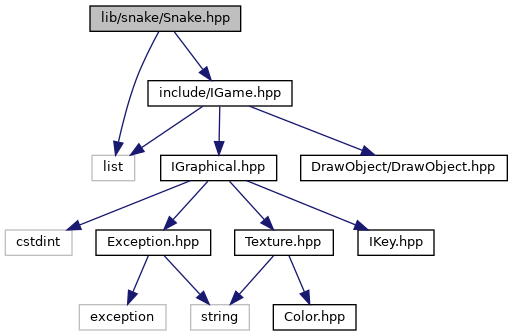 lib/snake/Snake.hpp
include/IGame.hpp
list
IGraphical.hpp
DrawObject/DrawObject.hpp
cstdint
Exception.hpp
Texture.hpp
IKey.hpp
exception
string
Color.hpp